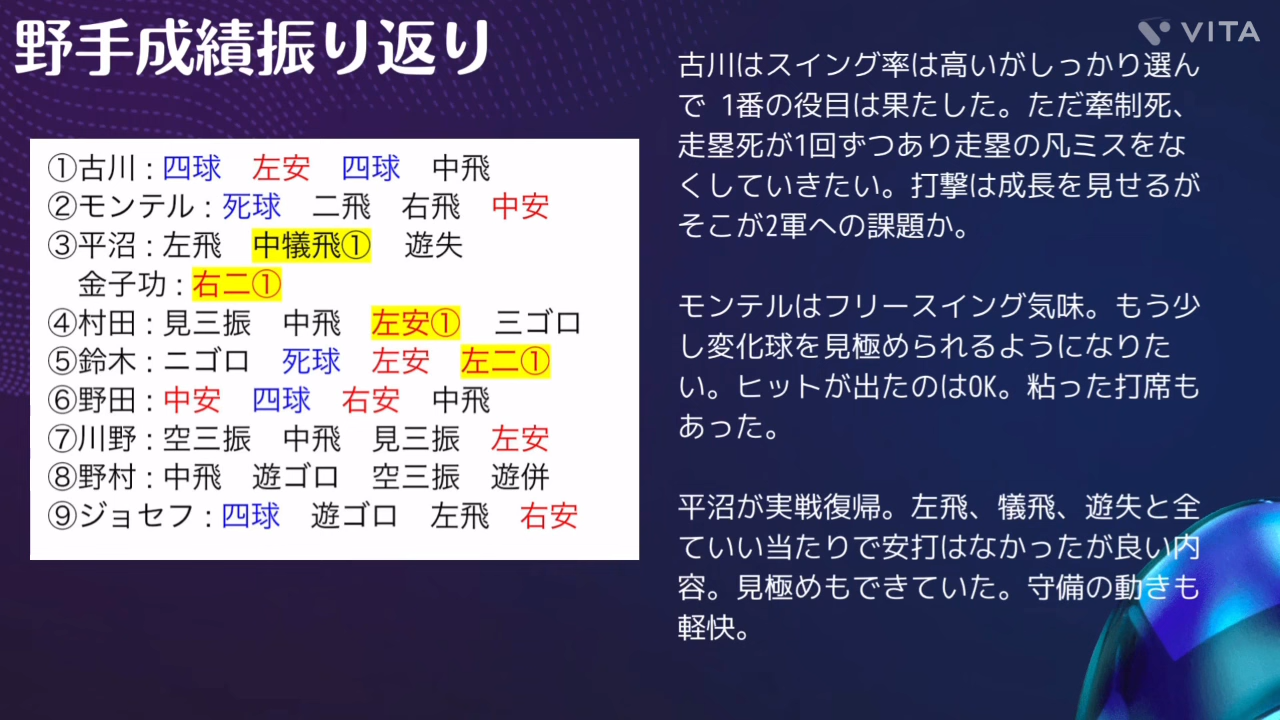 野手成績振り返り
VITA
①古川 : 四球 左安 四球 中飛
②モンテル : 死球 二飛 右飛 中安
③平沼 : 左飛 中犠飛① 遊失
金子功 : 右二①
④村田 : 見三振 中飛 左安① 三ゴロ
⑤鈴木 : ニゴロ 死球 左安 左二①
⑥野田 : 中安 四球 右安 中飛
⑦川野 : 空三振 中飛 見三振 左安
⑧野村 : 中飛 遊ゴロ 空三振 遊併
⑨ジョセフ : 四球 遊ゴロ 左飛 右安
古川はスイング率は高いがしっかり選ん
で 1番の役目は果たした。ただ牽制死、
走塁死が1回ずつあり走塁の凡ミスをな
くしていきたい。打撃は成長を見せるが
そこが2軍への課題か。
モンテルはフリースイング気味。もう少
し変化球を見極められるようになりた
い。ヒットが出たのはOK。粘った打席も
あった。
平沼が実戦復帰。左飛、犠飛、遊失と全
ていい当たりで安打はなかったが良い内
容。見極めもできていた。守備の動きも
軽快。